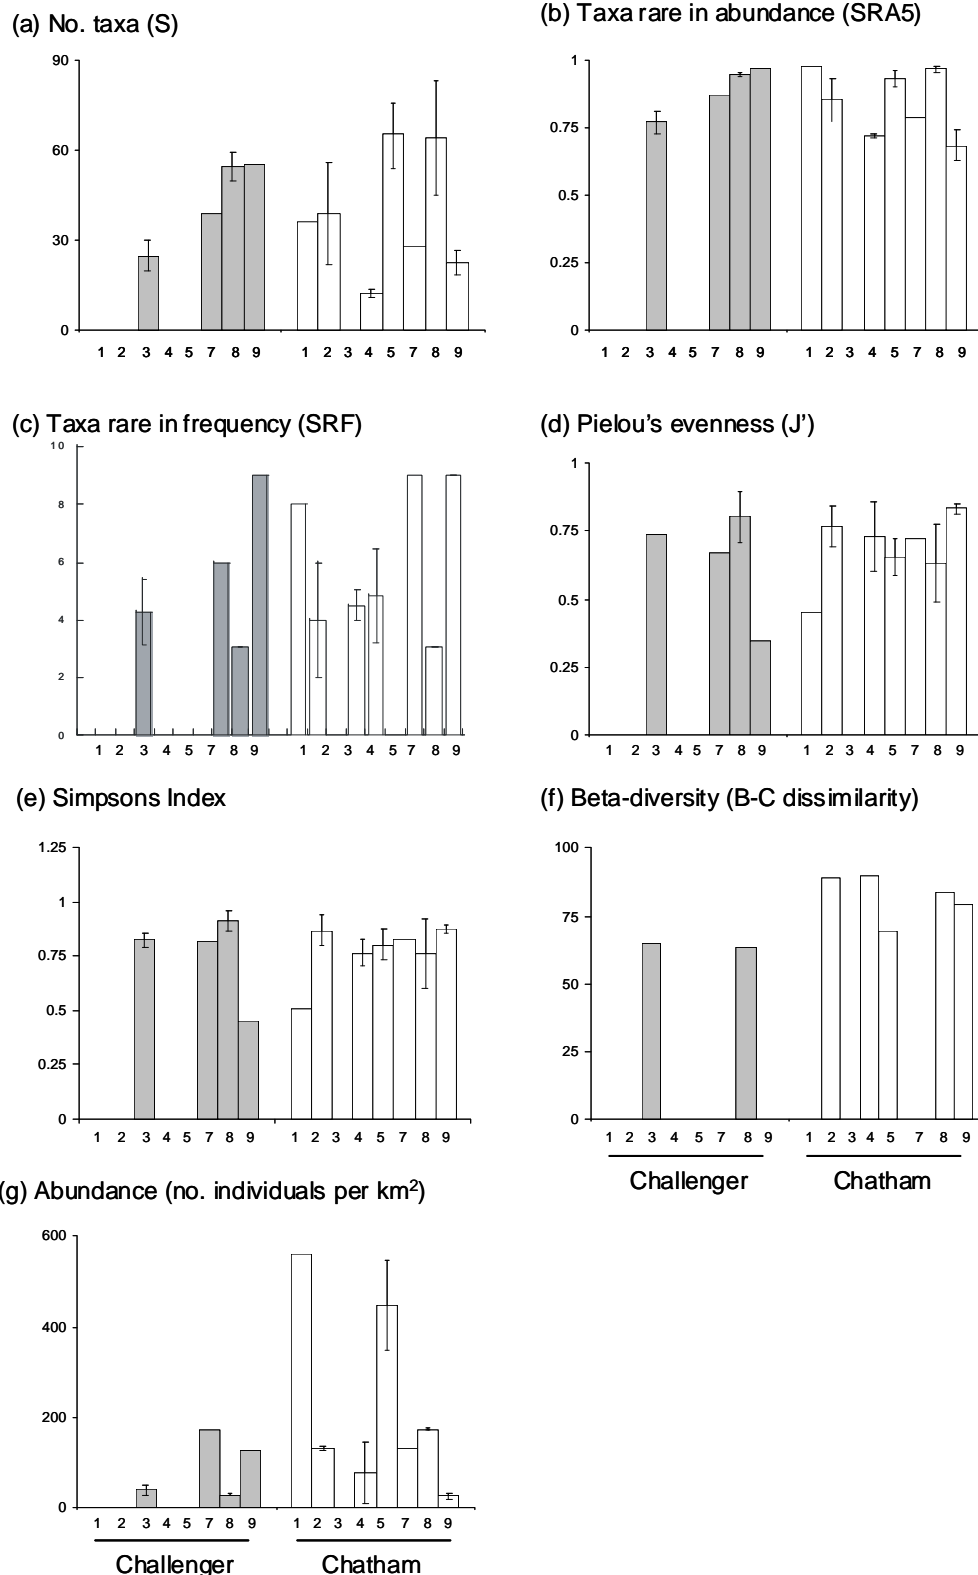 (a) No. taxa (S)
90
60
30
0
1 2 3 4 5 7 8 9 1 2 3 4 5 7 8 9
(b) Taxa rare in abundance (SRA5)
1
0.75
0.5
0.25
0
1 2 3 4 5 7 8 9 1 2 3 4 5 7 8 9
(c) Taxa rare in frequency (SRF)
10
8
6
4
2
0
1 2 3 4 5 7 8 9 1 2 3 4 5 7 8 9
(d) Pielou’s evenness (J’)
1
0.75
0.5
0.25
0
1 2 3 4 5 7 8 9 1 2 3 4 5 7 8 9
(e) Simpsons Index
1.25
1
0.75
0.5
0.25
0
1 2 3 4 5 7 8 9 1 2 3 4 5 7 8 9
(f) Beta-diversity (B-C dissimilarity)
100
75
50
25
0
1 2 3 4 5 7 8 9 1 2 3 4 5 7 8 9
Challenger Chatham
(g) Abundance (no. individuals per km²)
600
400
200
0
1 2 3 4 5 7 8 9 1 2 3 4 5 7 8 9
Challenger Chatham